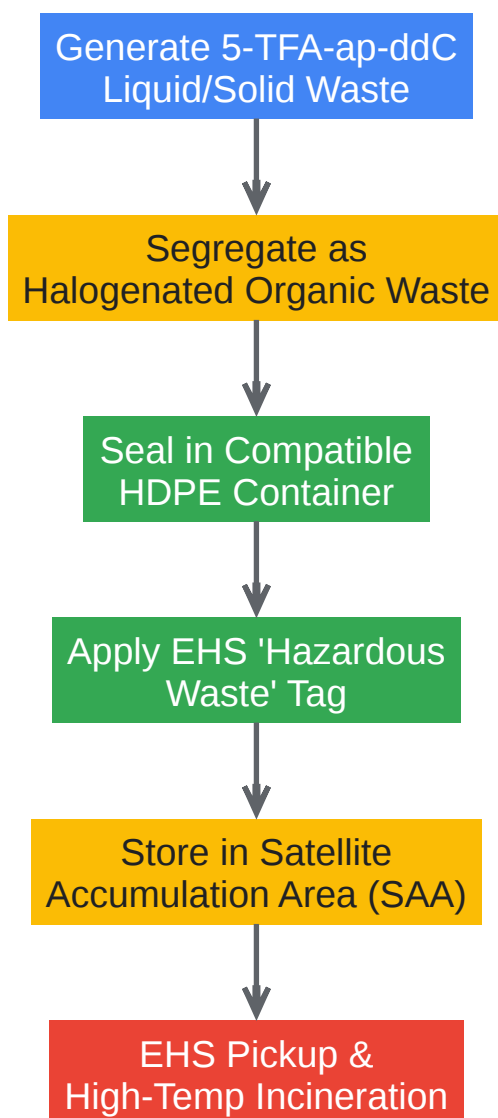 Generate 5-TFA-ap-ddC
Liquid/Solid Waste
Segregate as
Halogenated Organic Waste
Seal in Compatible
HDPE Container
Apply EHS 'Hazardous
Waste' Tag
Store in Satellite
Accumulation Area (SAA)
EHS Pickup &
High-Temp Incineration